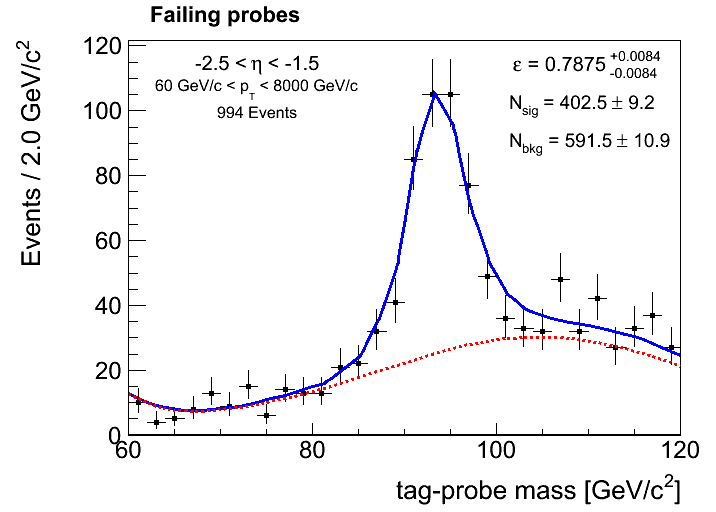 Failing probes
Events / 2.0 GeV/c²
120
100
80
60
40
20
0
-2.5 < η < -1.5
60 GeV/c < p_T < 8000 GeV/c
994 Events
ε = 0.7875 +0.0084 -0.0084
N_sig = 402.5 ± 9.2
N_bkg = 591.5 ± 10.9
60 80 100 120
tag-probe mass [GeV/c²]